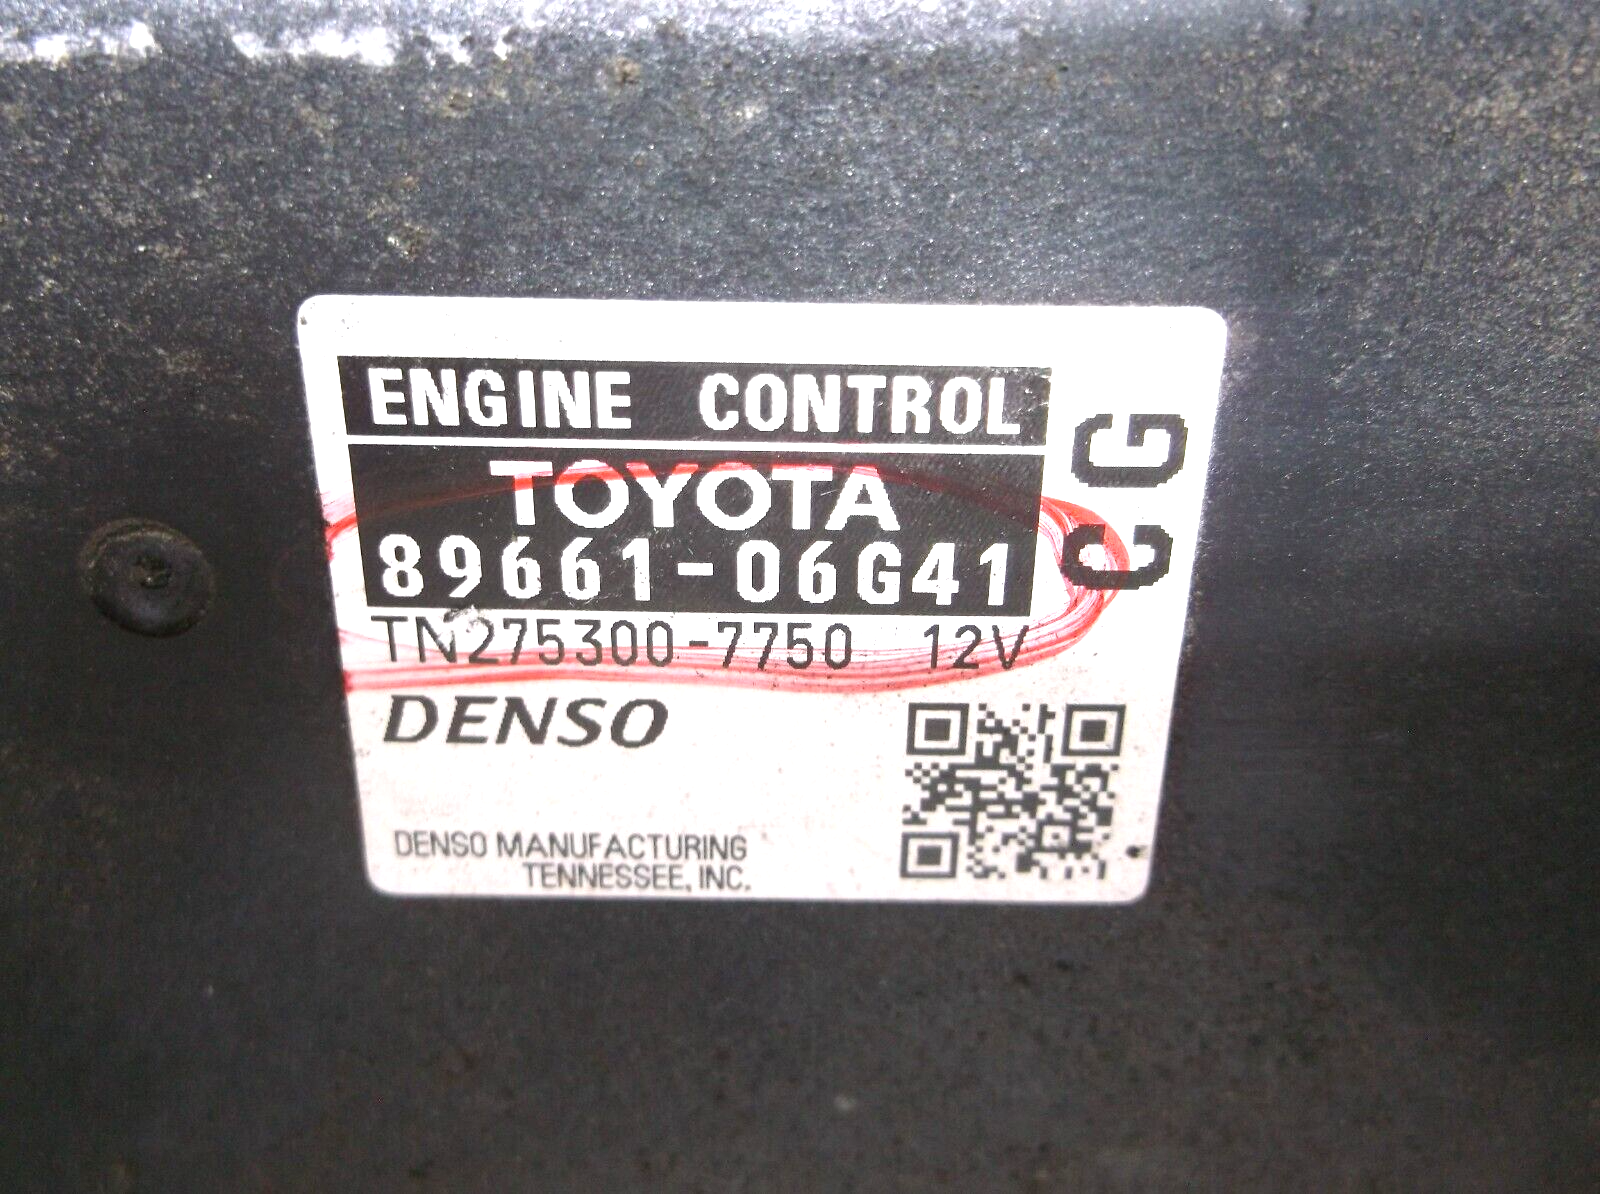 ENGINE CONTROL
TOYOTA
89661-06G41
TN275300-7750 12V
DENSO
DENSO MANUFACTURING
TENNESSEE, INC.
CG